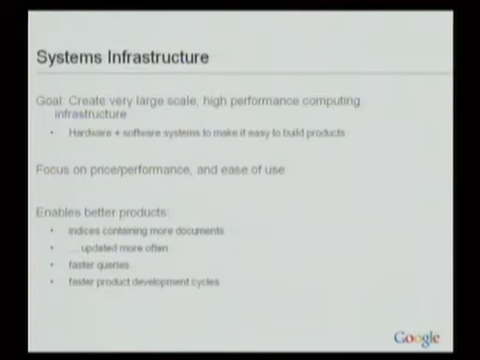 Systems Infrastructure
Goal: Create very large scale, high performance computing
infrastructure
• Hardware + software systems to make it easy to build products
Focus on price/performance, and ease of use
Enables better products:
• indices containing more documents
• ... updated more often
• faster queries
• faster product development cycles
Google